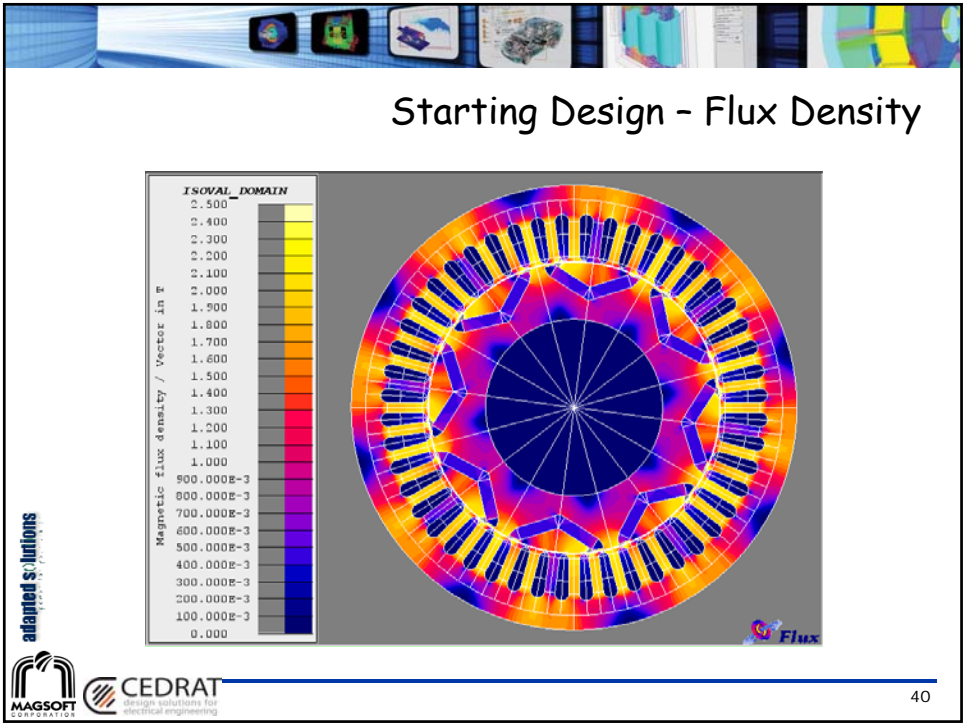 Starting Design – Flux Density
ISOVAL_DOMAIN
Magnetic flux density / Vector in T
2.500
2.400
2.300
2.200
2.100
2.000
1.900
1.800
1.700
1.600
1.500
1.400
1.300
1.200
1.100
1.000
900.000E-3
800.000E-3
700.000E-3
600.000E-3
500.000E-3
400.000E-3
300.000E-3
200.000E-3
100.000E-3
0.000
Flux
adapted solutions
MAGSOFT
CORPORATION
CEDRAT
design solutions for
electrical engineering
40